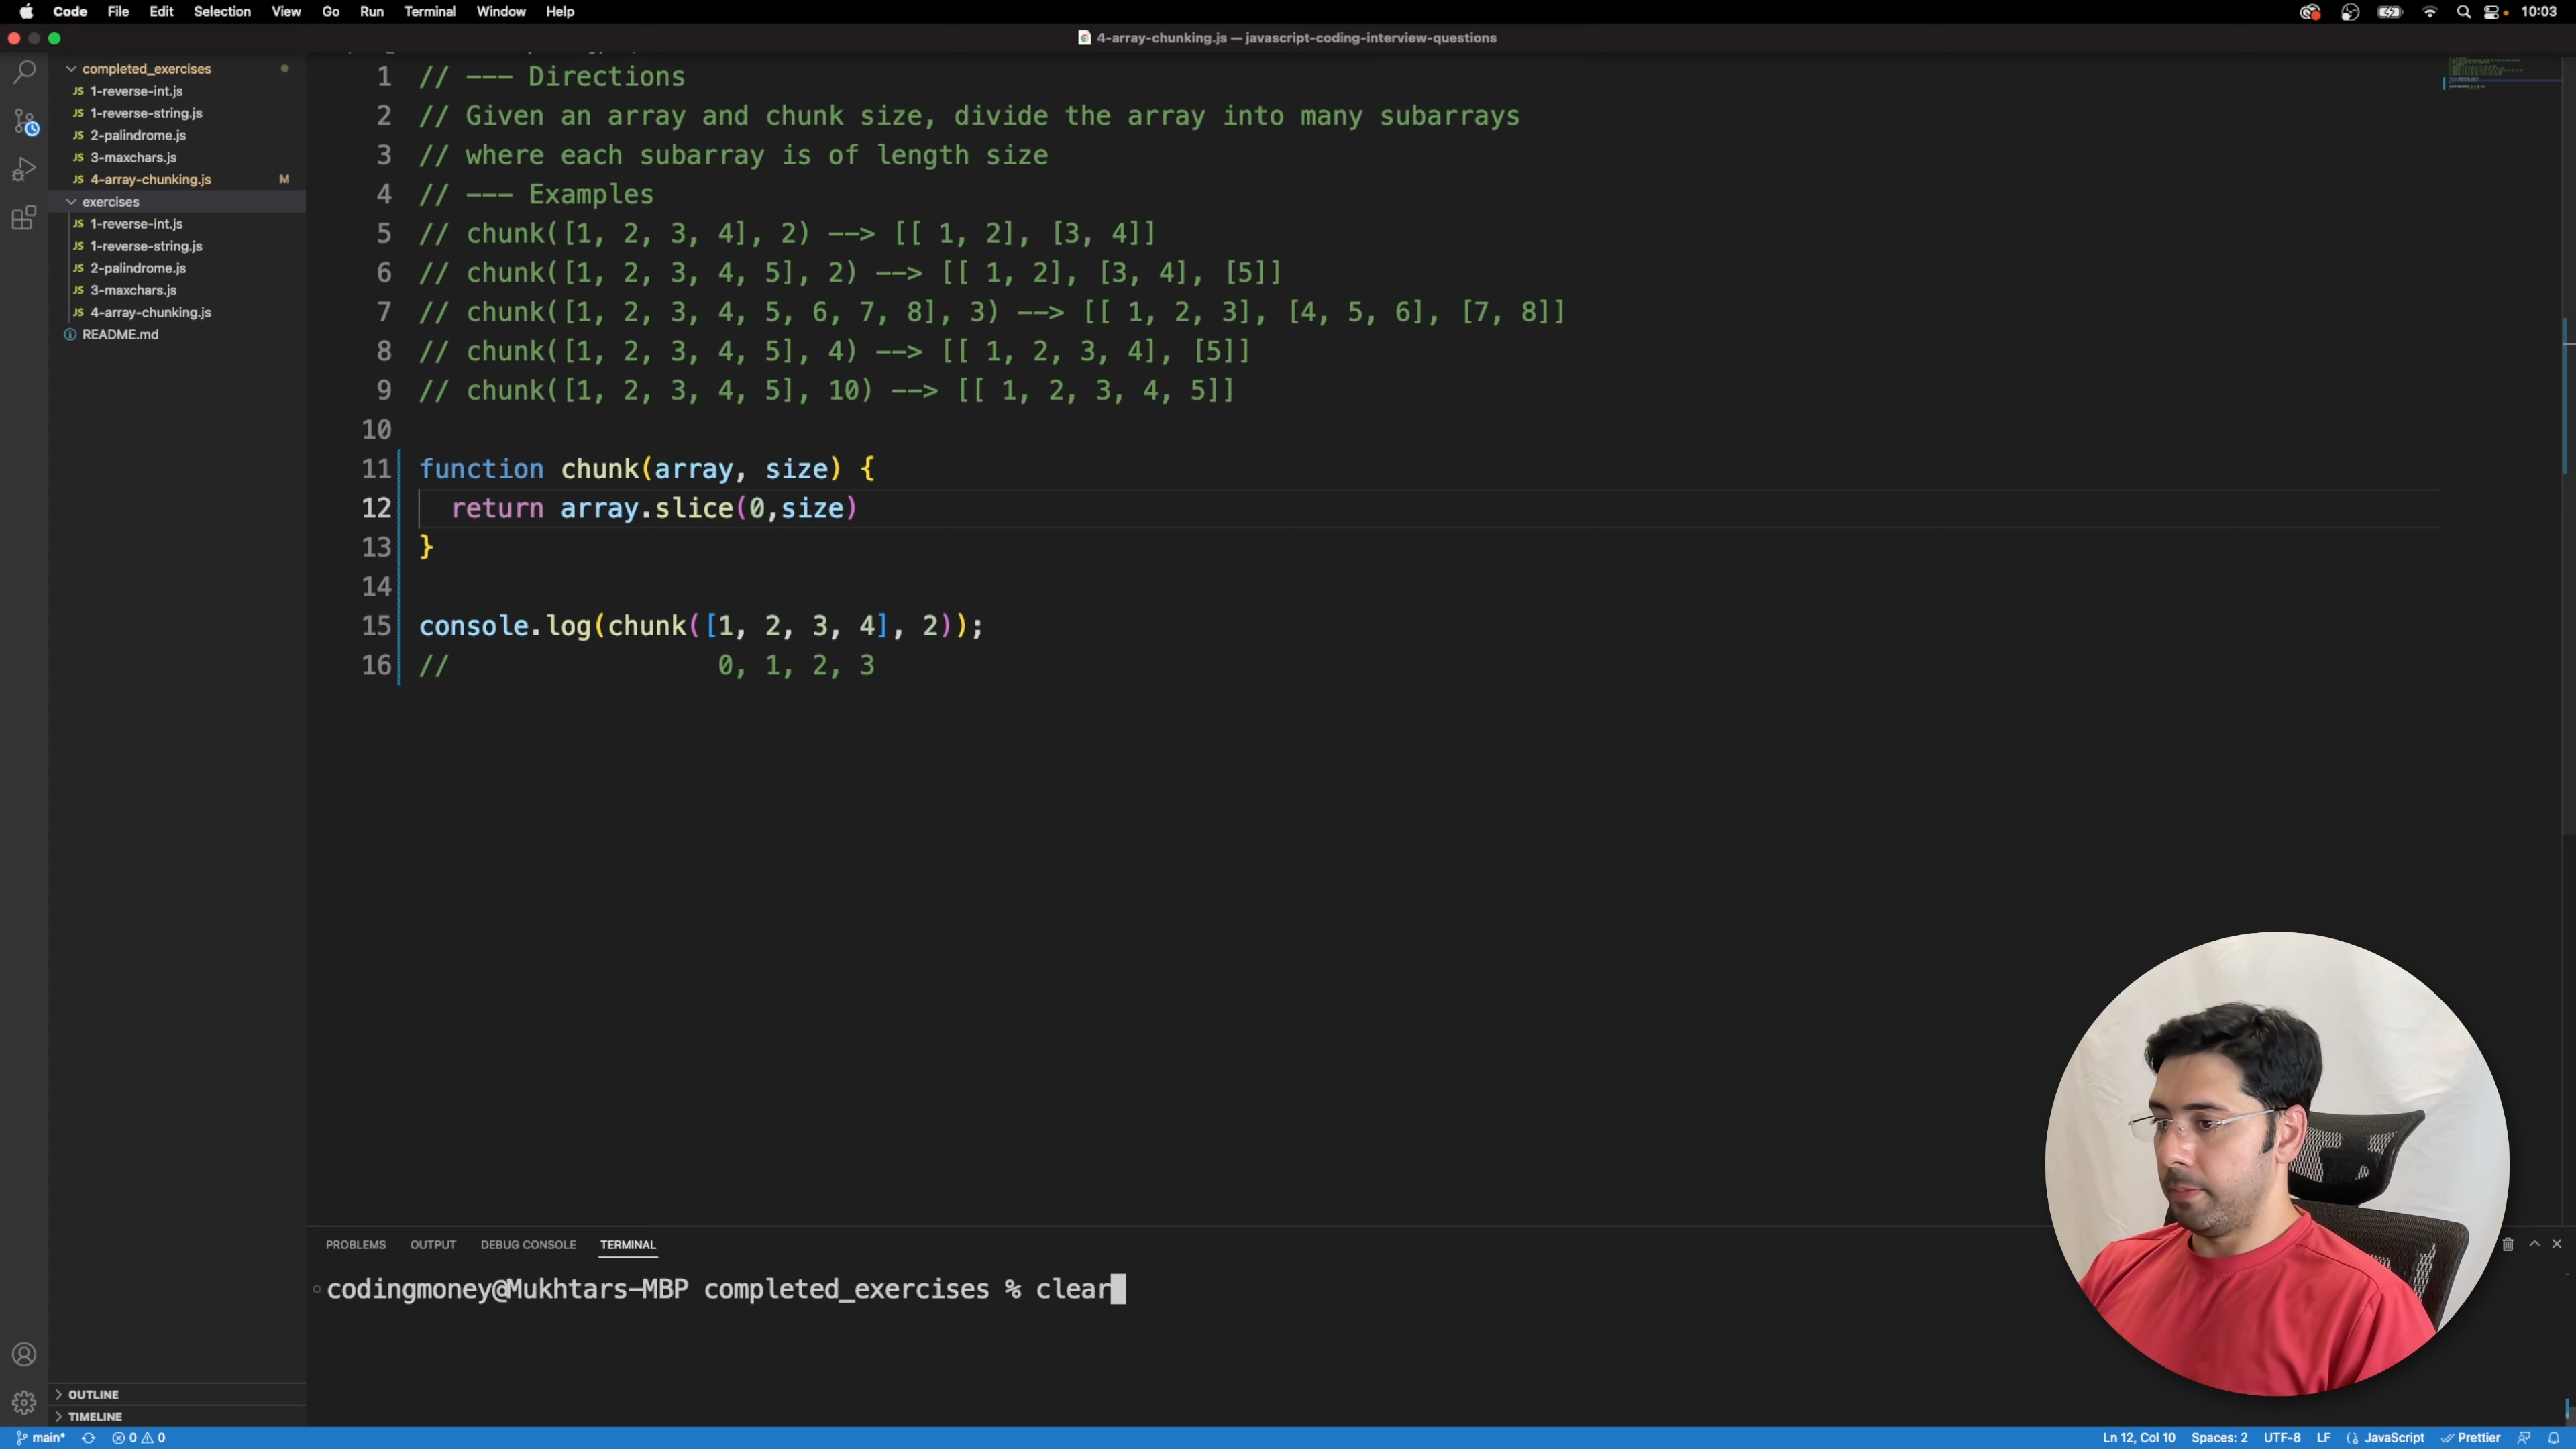 Code File Edit Selection View Go Run Terminal Window Help 10:03
4-array-chunking.js — javascript-coding-interview-questions
completed_exercises
JS 1-reverse-int.js
JS 1-reverse-string.js
JS 2-palindrome.js
JS 3-maxchars.js
JS 4-array-chunking.js M
exercises
JS 1-reverse-int.js
JS 1-reverse-string.js
JS 2-palindrome.js
JS 3-maxchars.js
JS 4-array-chunking.js
README.md
OUTLINE
TIMELINE
1 // --- Directions
2 // Given an array and chunk size, divide the array into many subarrays
3 // where each subarray is of length size
4 // --- Examples
5 // chunk([1, 2, 3, 4], 2) --> [[ 1, 2], [3, 4]]
6 // chunk([1, 2, 3, 4, 5], 2) --> [[ 1, 2], [3, 4], [5]]
7 // chunk([1, 2, 3, 4, 5, 6, 7, 8], 3) --> [[ 1, 2, 3], [4, 5, 6], [7, 8]]
8 // chunk([1, 2, 3, 4, 5], 4) --> [[ 1, 2, 3, 4], [5]]
9 // chunk([1, 2, 3, 4, 5], 10) --> [[ 1, 2, 3, 4, 5]]
10
11 function chunk(array, size) {
12 return array.slice(0,size)
13 }
14
15 console.log(chunk([1, 2, 3, 4], 2));
16 // 0, 1, 2, 3
PROBLEMS OUTPUT DEBUG CONSOLE TERMINAL
codingmoney@Mukhtars-MBP completed_exercises % clear
main* 0 0 Ln 12, Col 10 Spaces: 2 UTF-8 LF JavaScript Prettier